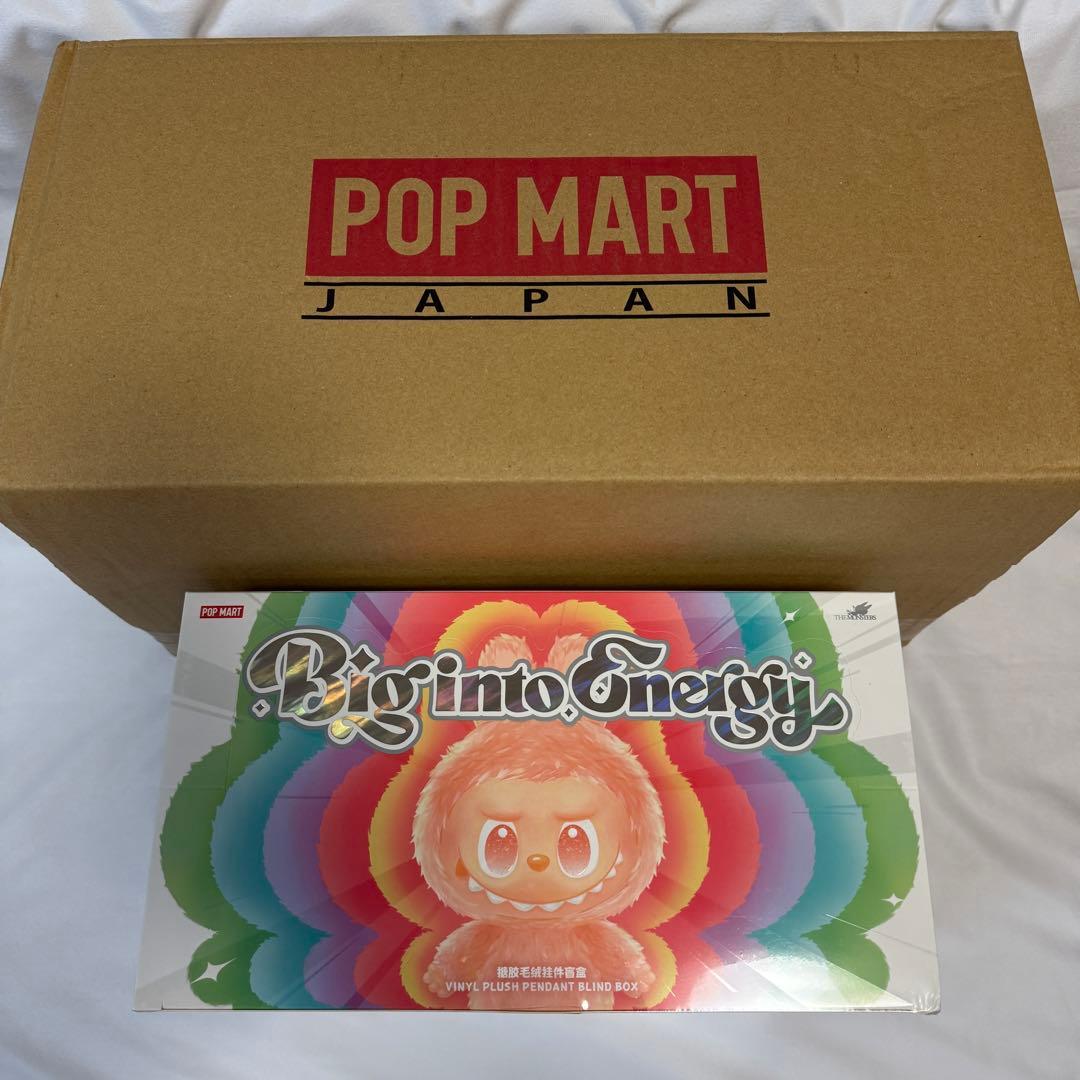 POP MART
JAPAN
POP MART
THE MONSTERS
Big into Energy
搪胶毛绒挂件盲盒
VINYL PLUSH PENDANT BLIND BOX